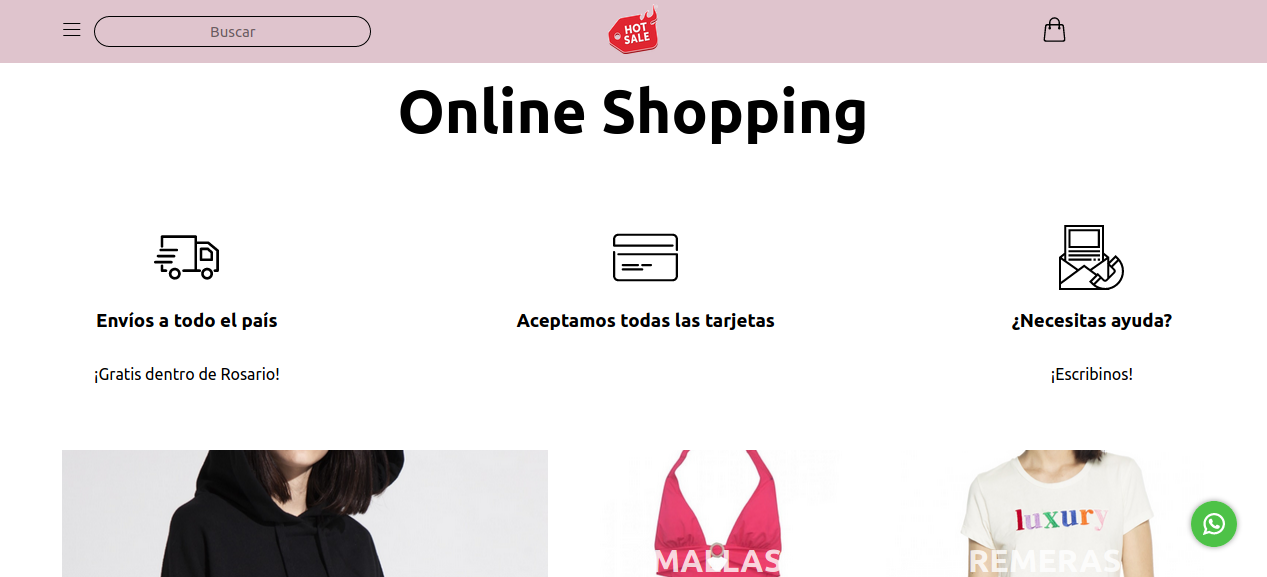 Buscar
HOT
SALE
Online Shopping
Envíos a todo el país
Aceptamos todas las tarjetas
¿Necesitas ayuda?
¡Gratis dentro de Rosario!
¡Escribinos!
luxury
MALLAS
REMERAS